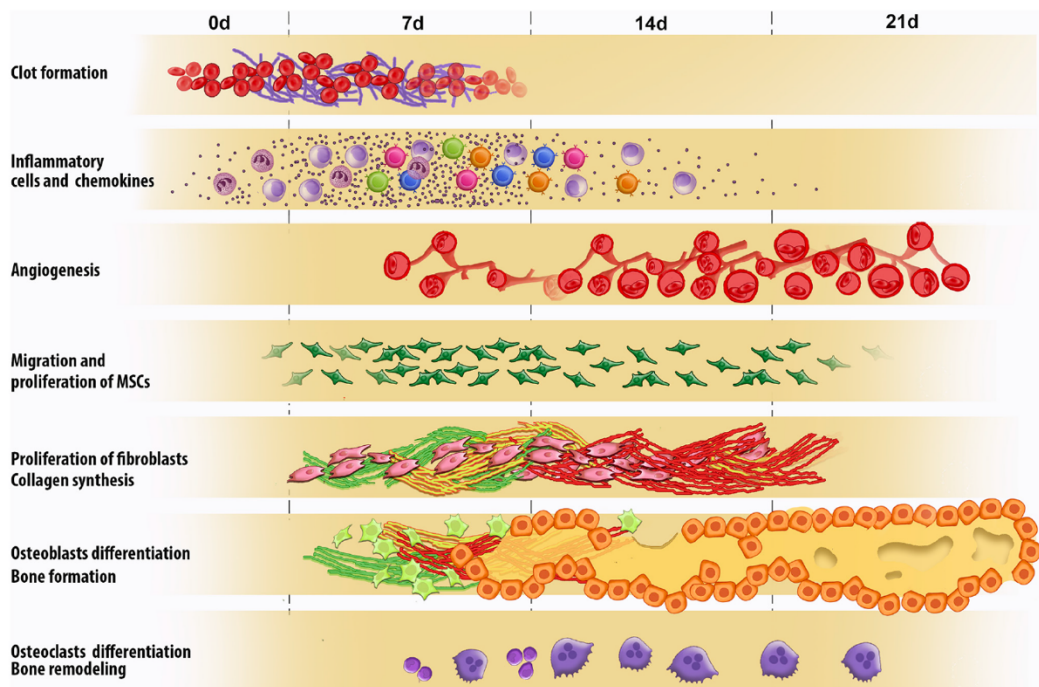 0d 7d 14d 21d
Clot formation
Inflammatory
cells and chemokines
Angiogenesis
Migration and
proliferation of MSCs
Proliferation of fibroblasts
Collagen synthesis
Osteoblasts differentiation
Bone formation
Osteoclasts differentiation
Bone remodeling